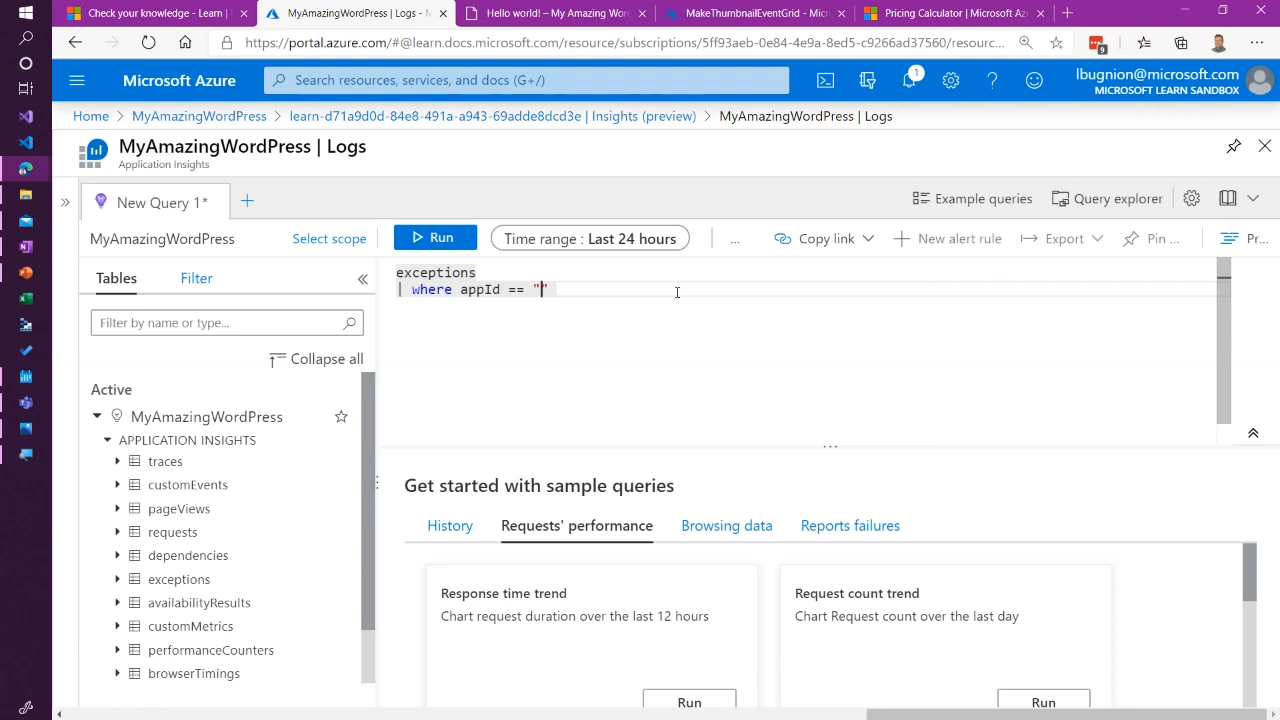 Check your knowledge - Learn |
MyAmazingWordPress | Logs - M
Hello world! – My Amazing Wor
MakeThumbnailEventGrid - Micr
Pricing Calculator | Microsoft Az
https://portal.azure.com/#@learn.docs.microsoft.com/resource/subscriptions/5ff93aeb-0e84-4e9a-8ed5-c9266ad37560/resourc...
9
Microsoft Azure
Search resources, services, and docs (G+/)
1
lbugnion@microsoft.com
MICROSOFT LEARN SANDBOX
Home > MyAmazingWordPress > learn-d71a9d0d-84e8-491a-a943-69adde8dcd3e | Insights (preview) > MyAmazingWordPress | Logs
MyAmazingWordPress | Logs
Application Insights
New Query 1*
Example queries
Query explorer
MyAmazingWordPress
Select scope
Run
Time range : Last 24 hours
...
Copy link
New alert rule
Export
Pin ...
Pr...
Tables
Filter
Filter by name or type...
Collapse all
Active
MyAmazingWordPress
APPLICATION INSIGHTS
traces
customEvents
pageViews
requests
dependencies
exceptions
availabilityResults
customMetrics
performanceCounters
browserTimings
exceptions
| where appId == ""
Get started with sample queries
History
Requests' performance
Browsing data
Reports failures
Response time trend
Chart request duration over the last 12 hours
Run
Request count trend
Chart Request count over the last day
Run